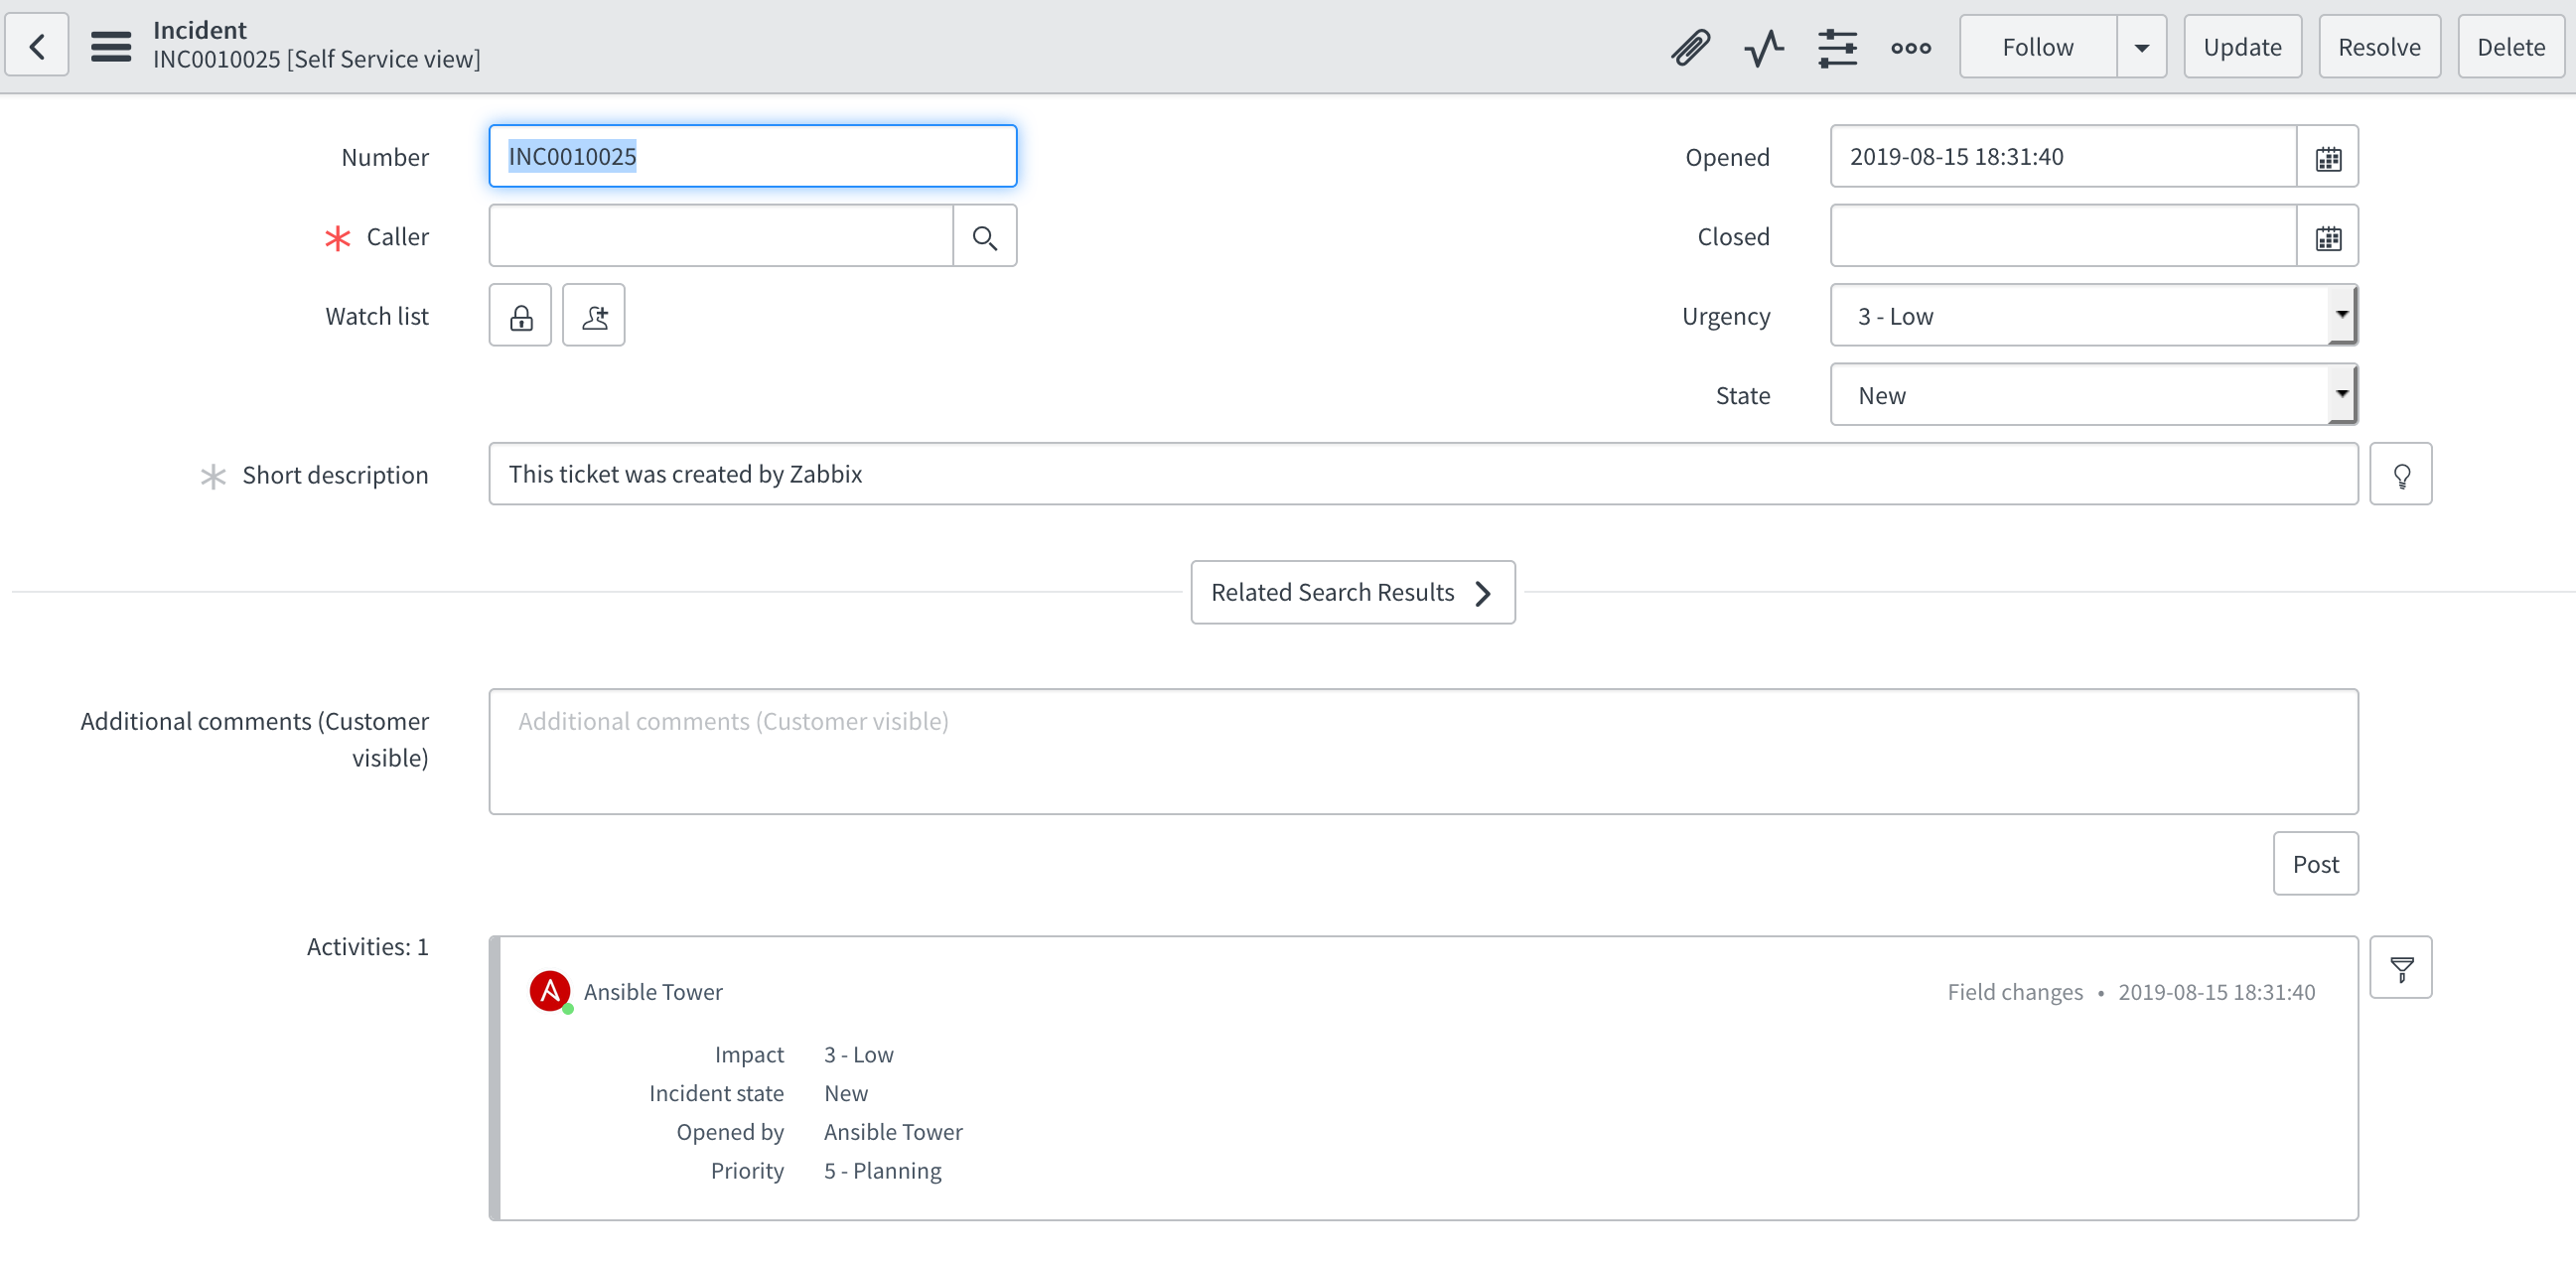 Incident
INC0010025 [Self Service view]
Follow
Update
Resolve
Delete
Number
INC0010025
Opened
2019-08-15 18:31:40
Caller
Closed
Watch list
Urgency
3 - Low
State
New
Short description
This ticket was created by Zabbix
Related Search Results
Additional comments (Customer
visible)
Additional comments (Customer visible)
Post
Activities: 1
Ansible Tower
Field changes • 2019-08-15 18:31:40
Impact 3 - Low
Incident state New
Opened by Ansible Tower
Priority 5 - Planning